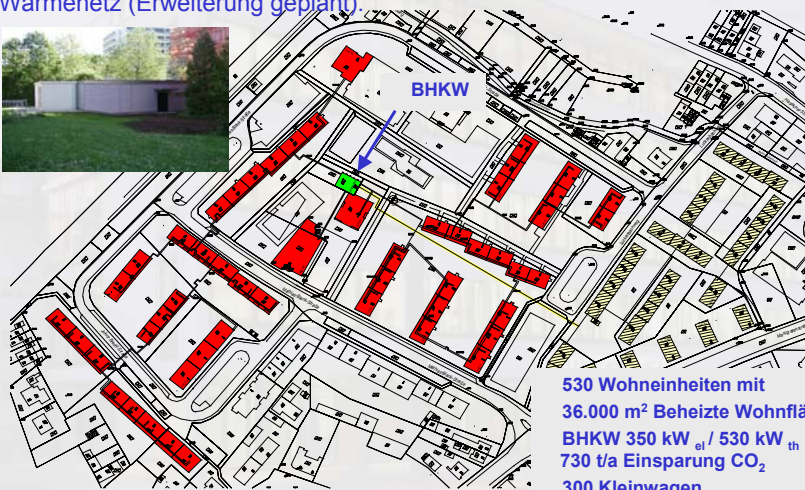 Wärmenetz (Erweiterung geplant).
BHKW
530 Wohneinheiten mit
36.000 m² Beheizte Wohnflä
BHKW 350 kW el / 530 kW th
730 t/a Einsparung CO₂
300 Kleinwagen